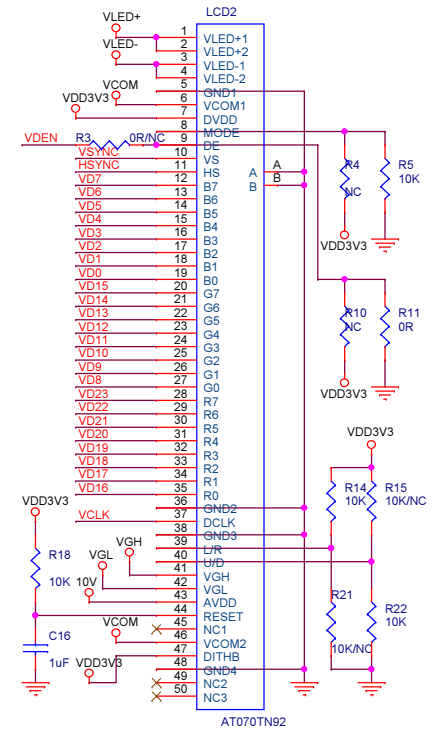 LCD2
VLED+
1 VLED+1
2 VLED+2
VLED-
3 VLED-1
4 VLED-2
5 GND1
VCOM
6 VCOM1
VDD3V3
7 DVDD
8 MODE
VDEN R3 0R/NC 9 DE
VSYNC 10 VS
HSYNC 11 HS
A A
VD7 12 B7
B B
VD6 13 B6
VD5 14 B5
VD4 15 B4
VD3 16 B3
VD2 17 B2
VD1 18 B1
VD0 19 B0
VD15 20 G7
VD14 21 G6
VD13 22 G5
VD12 23 G4
VD11 24 G3
VD10 25 G2
VD9 26 G1
VD8 27 G0
VD23 28 R7
VD22 29 R6
VD21 30 R5
VD20 31 R4
VD19 32 R3
VD18 33 R2
VD17 34 R1
VD16 35 R0
36 GND2
VCLK 37 DCLK
38 GND3
39 L/R
40 U/D
VGH
41 VGH
VGL
42 VGL
10V
43 AVDD
44 RESET
45 NC1
VCOM
46 VCOM2
VDD3V3
47 DITHB
48 GND4
49 NC2
50 NC3
AT070TN92
R4
NC
R5
10K
VDD3V3
R10
NC
R11
0R
VDD3V3
VDD3V3
R14
10K
R15
10K/NC
R21
10K/NC
R22
10K
VDD3V3
R18
10K
C16
1uF